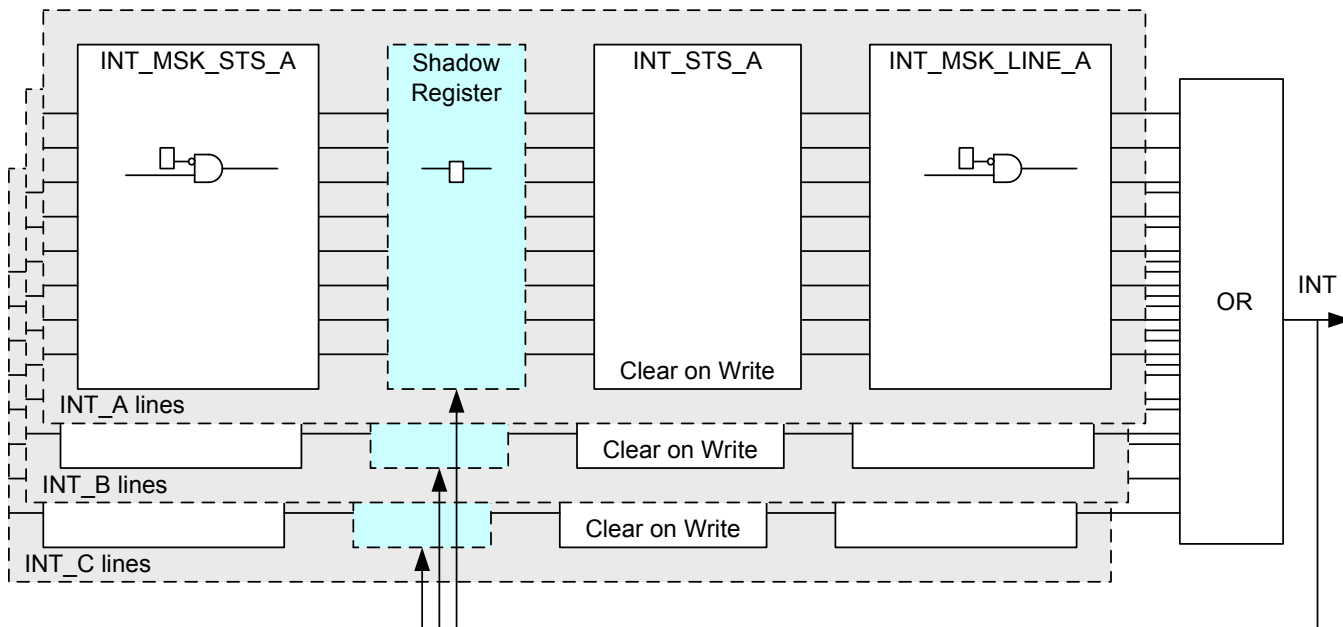 INT_MSK_STS_A
Shadow
Register
INT_STS_A
INT_MSK_LINE_A
OR
INT
Clear on Write
INT_A lines
Clear on Write
INT_B lines
Clear on Write
INT_C lines